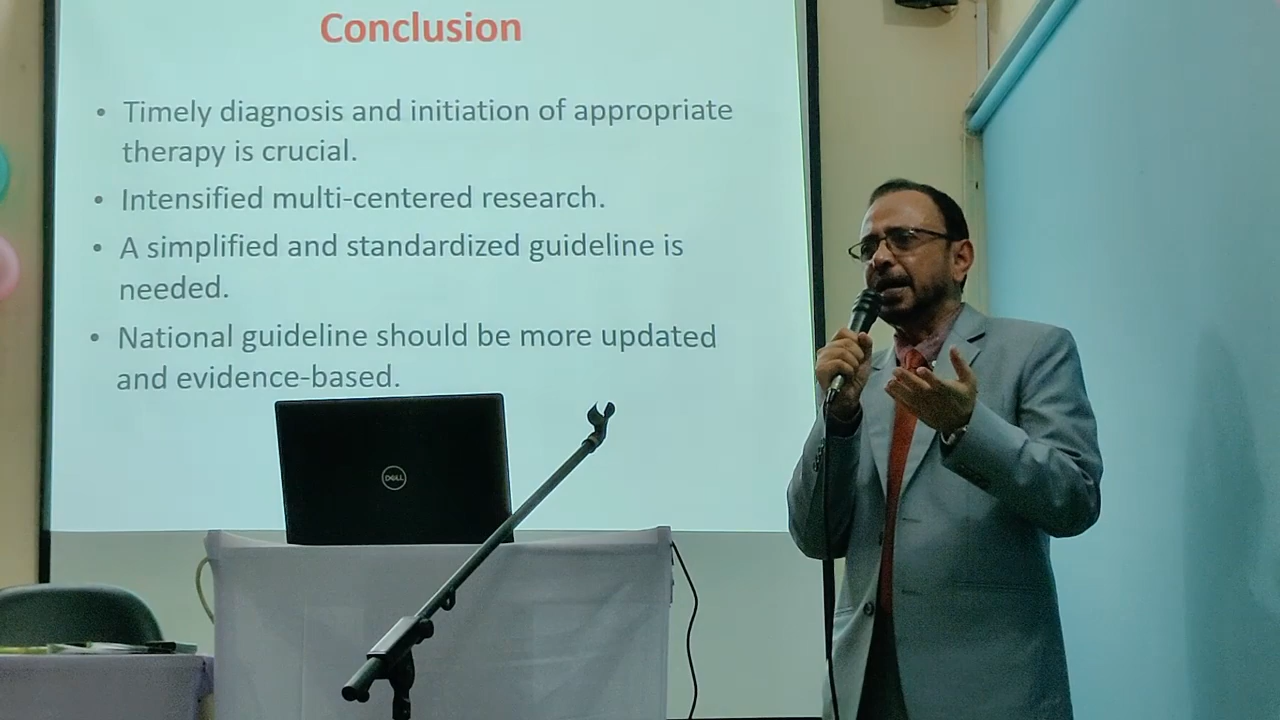 Conclusion
• Timely diagnosis and initiation of appropriate
therapy is crucial.
• Intensified multi-centered research.
• A simplified and standardized guideline is
needed.
• National guideline should be more updated
and evidence-based.
DELL